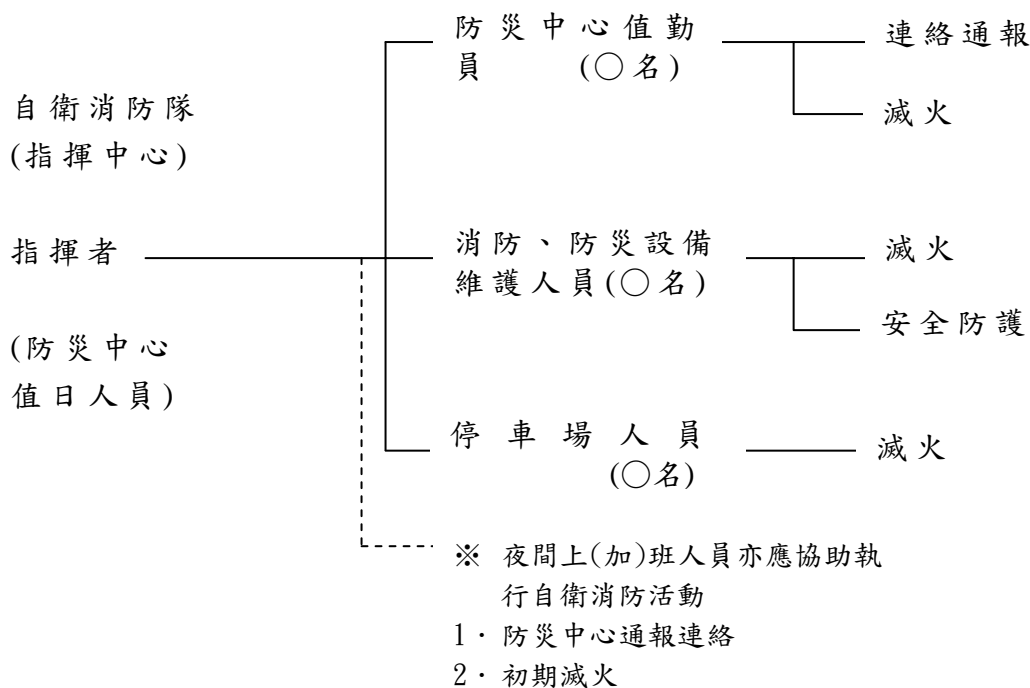 自衛消防隊
(指揮中心)
指揮者
(防災中心
值日人員)
防災中心值勤
員 (○名)
連絡通報
滅火
消防、防災設備
維護人員(○名)
滅火
安全防護
停車場人員
(○名)
滅火
※ 夜間上(加)班人員亦應協助執
行自衛消防活動
1．防災中心通報連絡
2．初期滅火